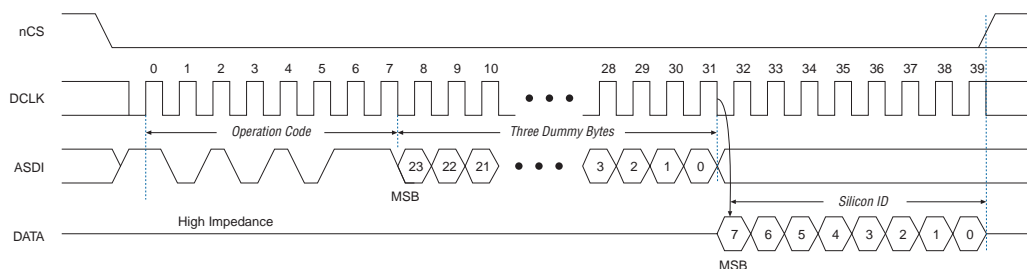 nCS
0 1 2 3 4 5 6 7 8 9 10 28 29 30 31 32 33 34 35 36 37 38 39
DCLK
Operation Code Three Dummy Bytes
ASDI 23 22 21 3 2 1 0
MSB
Silicon ID
High Impedance
DATA 7 6 5 4 3 2 1 0
MSB